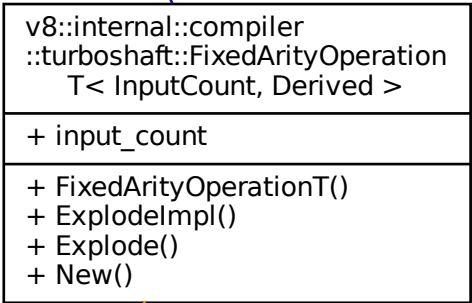 v8::internal::compiler
::turboshaft::FixedArityOperation
T< InputCount, Derived >
+ input_count
+ FixedArityOperationT()
+ ExplodeImpl()
+ Explode()
+ New()